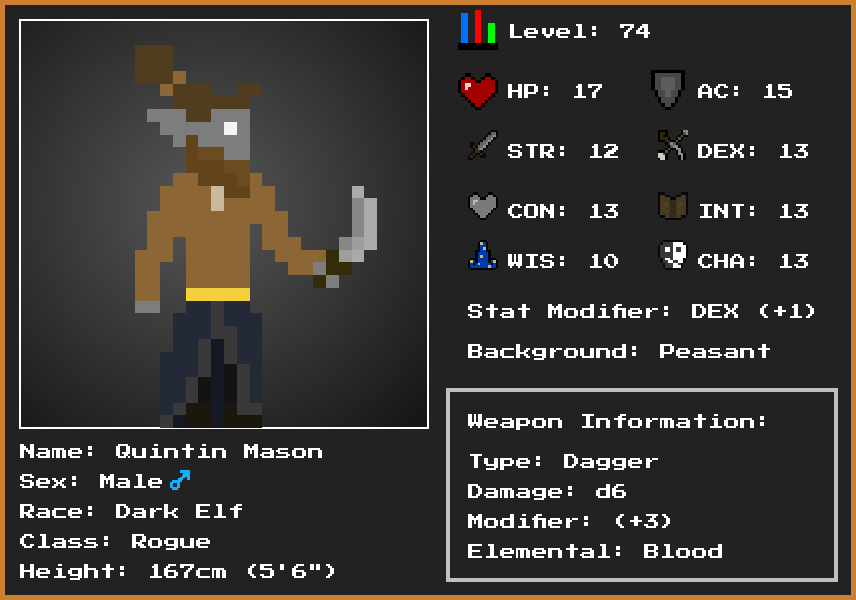 Level: 74
HP: 17 AC: 15
STR: 12 DEX: 13
CON: 13 INT: 13
WIS: 10 CHA: 13
Stat Modifier: DEX (+1)
Background: Peasant
Weapon Information:
Type: Dagger
Damage: d6
Modifier: (+3)
Elemental: Blood
Name: Quintin Mason
Sex: Male♂
Race: Dark Elf
Class: Rogue
Height: 167cm (5'6")